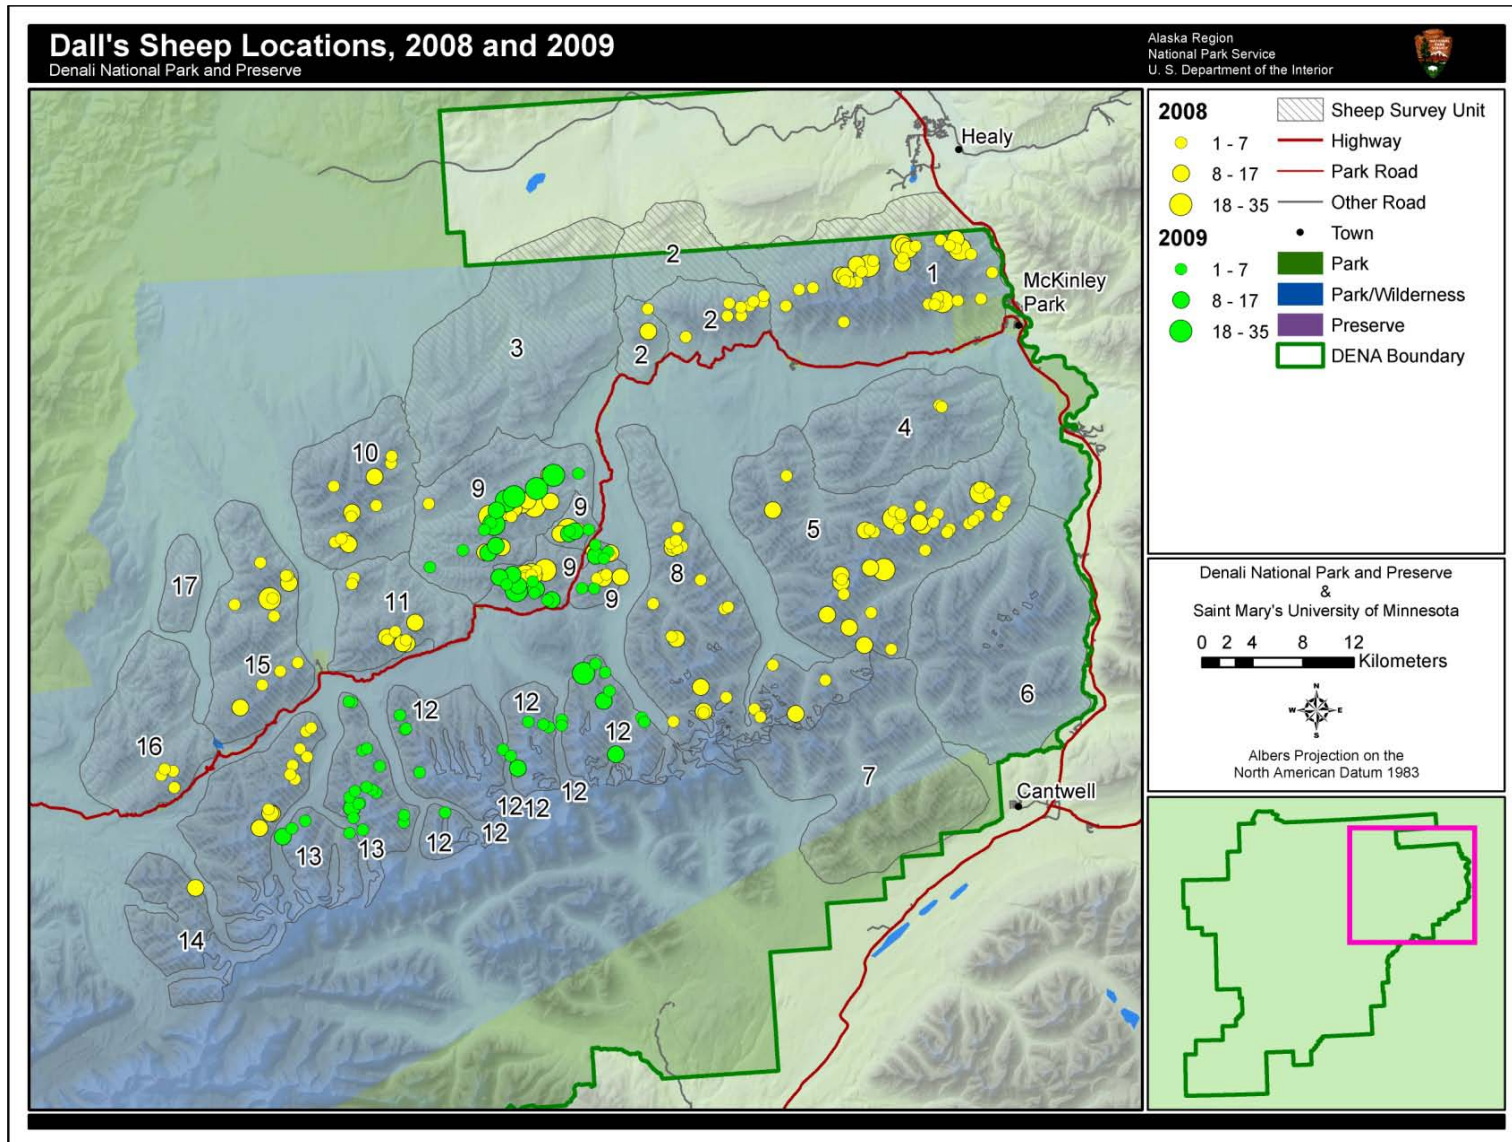 Dall's Sheep Locations, 2008 and 2009
Denali National Park and Preserve
Alaska Region
National Park Service
U. S. Department of the Interior
Healy
McKinley
Park
Cantwell
2
1
2
3
2
4
10
9
9
5
8
9
17
11
9
15
6
12
12
12
16
7
12
12
12
12
12
13
13
14
2008
1 - 7
8 - 17
18 - 35
2009
1 - 7
8 - 17
18 - 35
Sheep Survey Unit
Highway
Park Road
Other Road
Town
Park
Park/Wilderness
Preserve
DENA Boundary
Denali National Park and Preserve
&
Saint Mary's University of Minnesota
0 2 4 8 12
Kilometers
N
W E
S
Albers Projection on the
North American Datum 1983